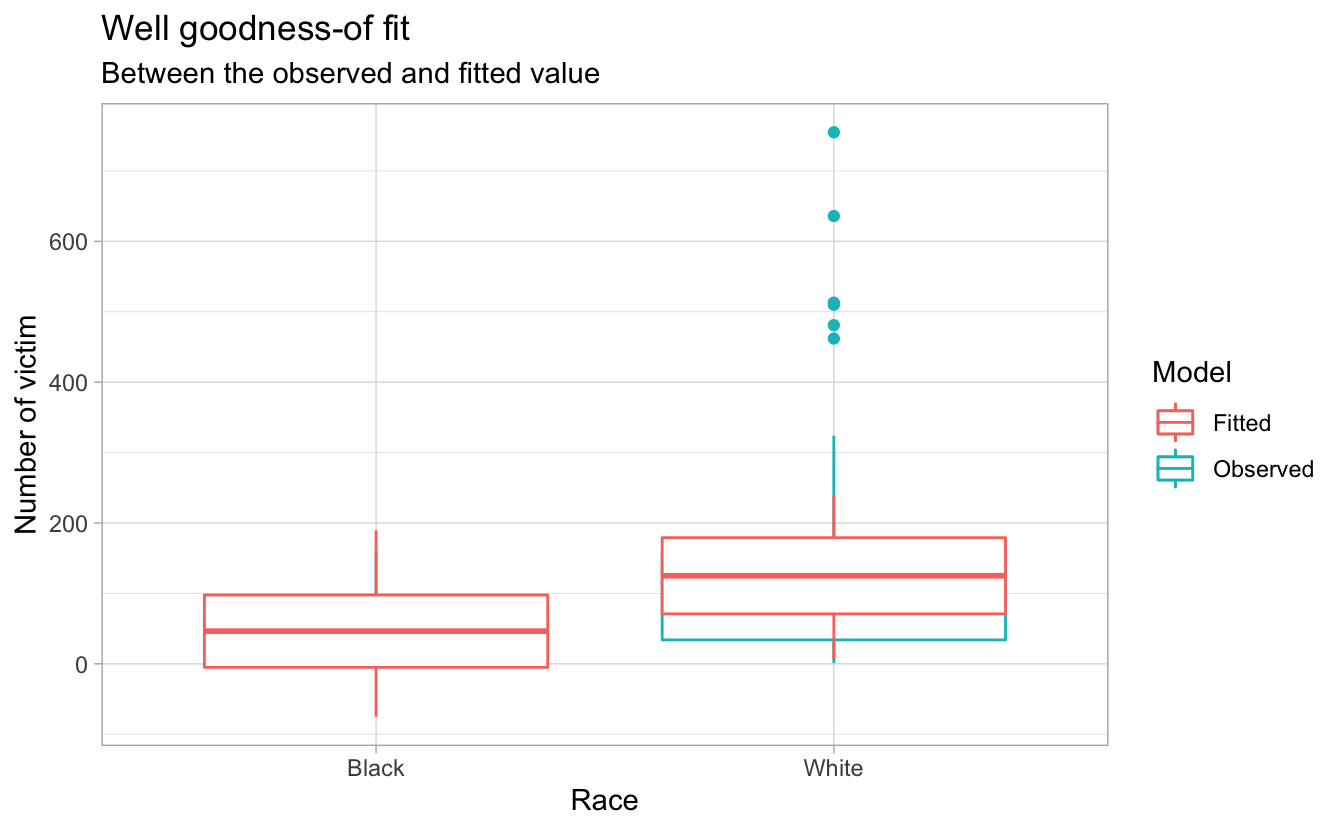 Well goodness-of fit
Between the observed and fitted value
600
400
200
0
Number of victim
Black
White
Race
Model
Fitted
Observed